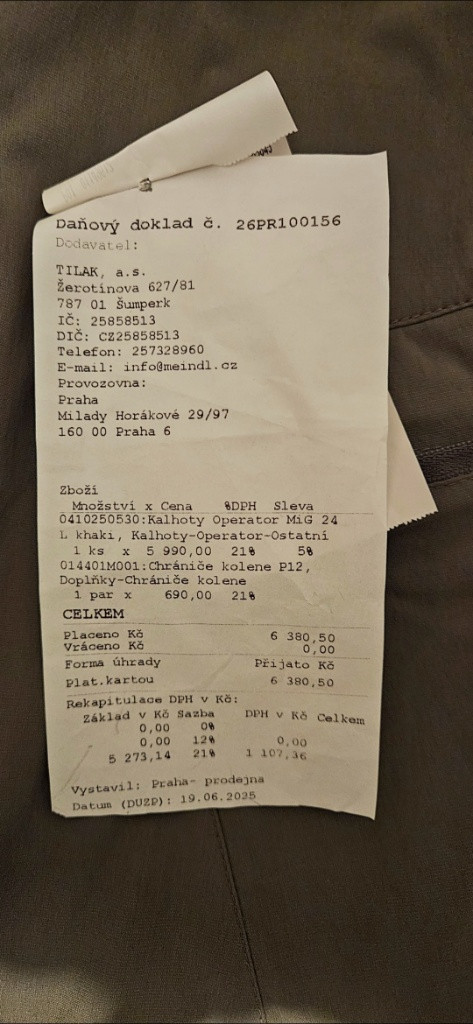 Daňový doklad č. 26PR100156
Dodavatel:
TILAK, a.s.
Žerotínova 627/81
787 01 Šumperk
IČ: 25858513
DIČ: CZ25858513
Telefon: 257328960
E-mail: info@meindl.cz
Provozovna:
Praha
Milady Horákové 29/97
160 00 Praha 6
Zboží
Množství x Cena %DPH Sleva
0410250530:Kalhoty Operator MiG 24
L khaki, Kalhoty-Operator-Ostatní
1 ks x 5 990,00 21% 5%
014401M001:Chrániče kolene P12,
Doplňky-Chrániče kolene
1 par x 690,00 21%
CELKEM
Placeno Kč 6 380,50
Vráceno Kč 0,00
Forma úhrady Přijato Kč
Plat.kartou 6 380,50
Rekapitulace DPH v Kč:
Základ v Kč Sazba DPH v Kč Celkem
0,00 0%
0,00 12% 0,00
5 273,14 21% 1 107,36
Vystavil: Praha- prodejna
Datum (DUZP): 19.06.2025